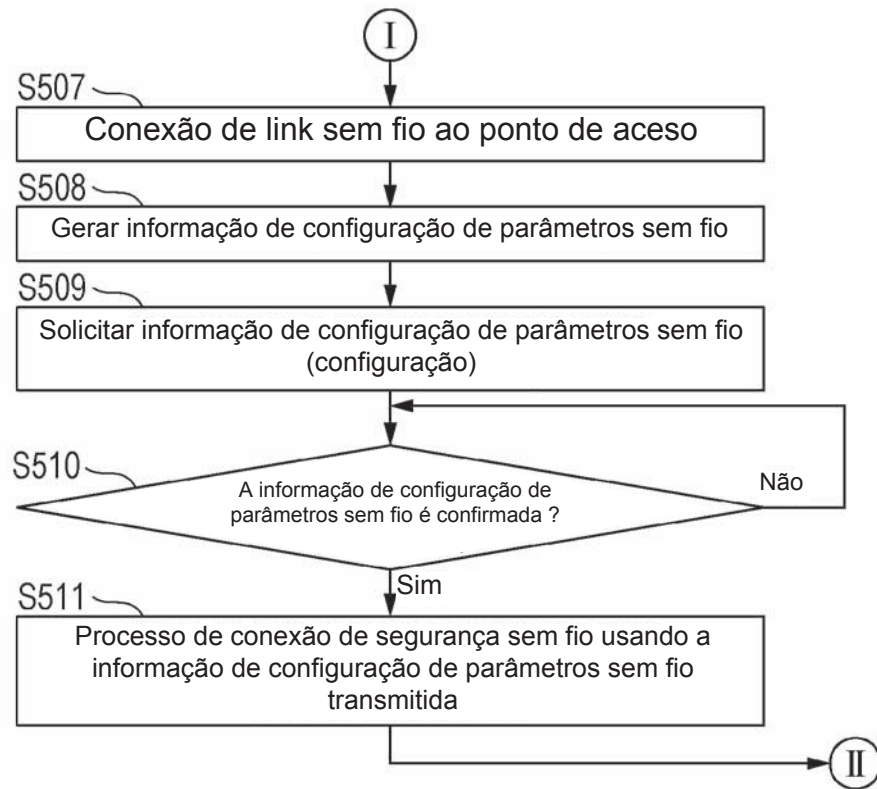 I
S507
Conexão de link sem fio ao ponto de aceso
S508
Gerar informação de configuração de parâmetros sem fio
S509
Solicitar informação de configuração de parâmetros sem fio
(configuração)
S510
A informação de configuração de
parâmetros sem fio é confirmada ?
Não
Sim
S511
Processo de conexão de segurança sem fio usando a
informação de configuração de parâmetros sem fio
transmitida
II